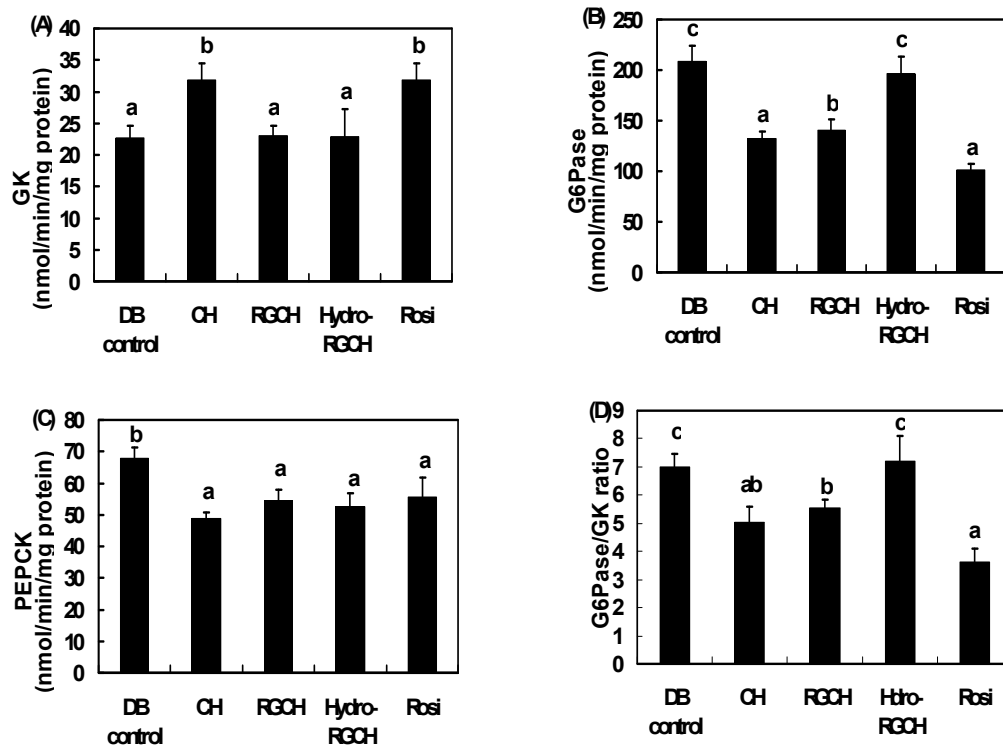 (A)
GK
(nmol/min/mg protein)
40
35
30
25
20
15
10
5
0
a
b
a
a
b
DB
control
CH
RGCH
Hydro-
RGCH
Rosi
(B)
G6Pase
(nmol/min/mg protein)
250
200
150
100
50
0
c
a
b
c
a
DB
control
CH
RGCH
Hydro-
RGCH
Rosi
(C)
PEPCK
(nmol/min/mg protein)
80
70
60
50
40
30
20
10
0
b
a
a
a
a
DB
control
CH
RGCH
Hydro-
RGCH
Rosi
(D)
G6Pase/GK ratio
9
8
7
6
5
4
3
2
1
0
c
ab
b
c
a
DB
control
CH
RGCH
Hdro-
RGCH
Rosi